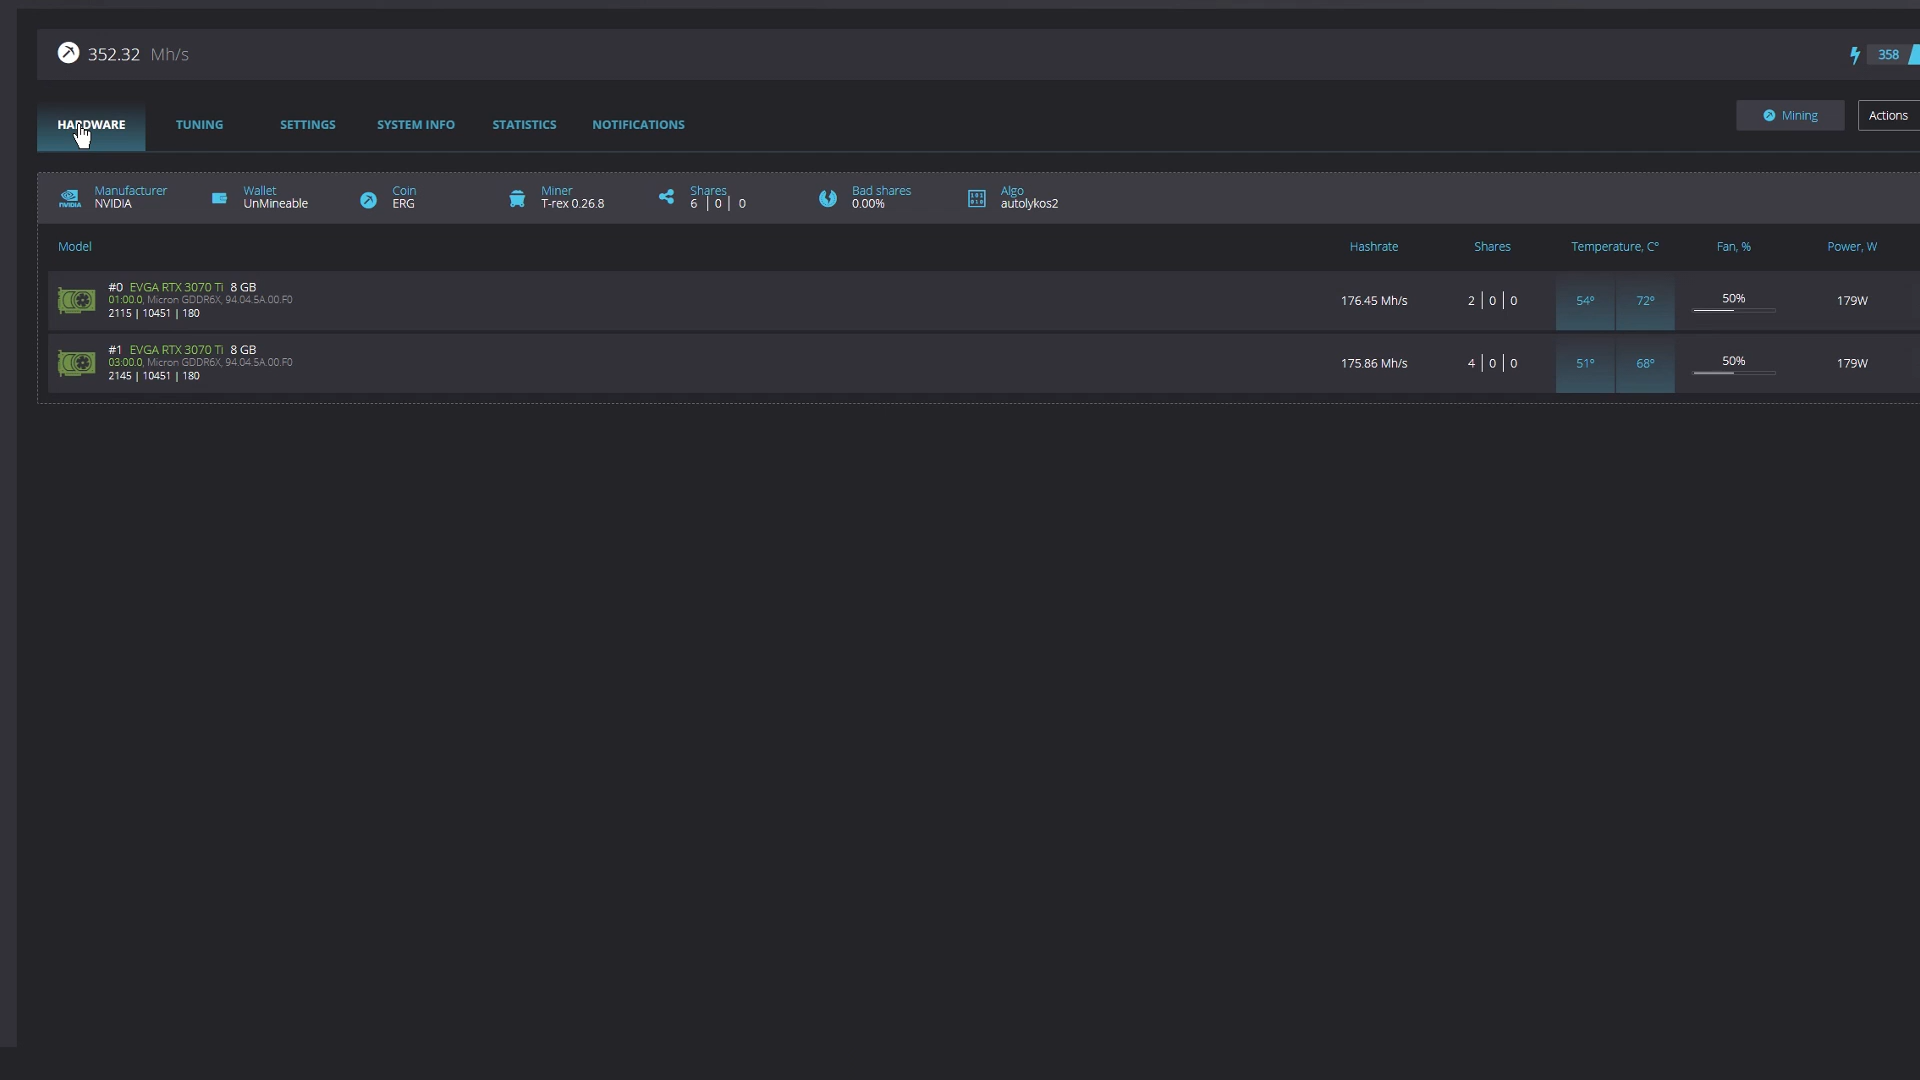 352.32 Mh/s
358
HARDWARE TUNING SETTINGS SYSTEM INFO STATISTICS NOTIFICATIONS
Mining Actions
Manufacturer Wallet Coin Miner Shares Bad shares Algo
NVIDIA UnMineable ERG T-rex 0.26.8 6 | 0 | 0 0.00% autolykos2
Model Hashrate Shares Temperature, C° Fan, % Power, W
#0 EVGA RTX 3070 Ti 8 GB
01:00.0, Micron GDDR6X, 94.04.5A.00.F0
2115 | 10451 | 180
176.45 Mh/s 2 | 0 | 0 54° 72° 50% 179W
#1 EVGA RTX 3070 Ti 8 GB
03:00.0, Micron GDDR6X, 94.04.5A.00.F0
2145 | 10451 | 180
175.86 Mh/s 4 | 0 | 0 51° 68° 50% 179W